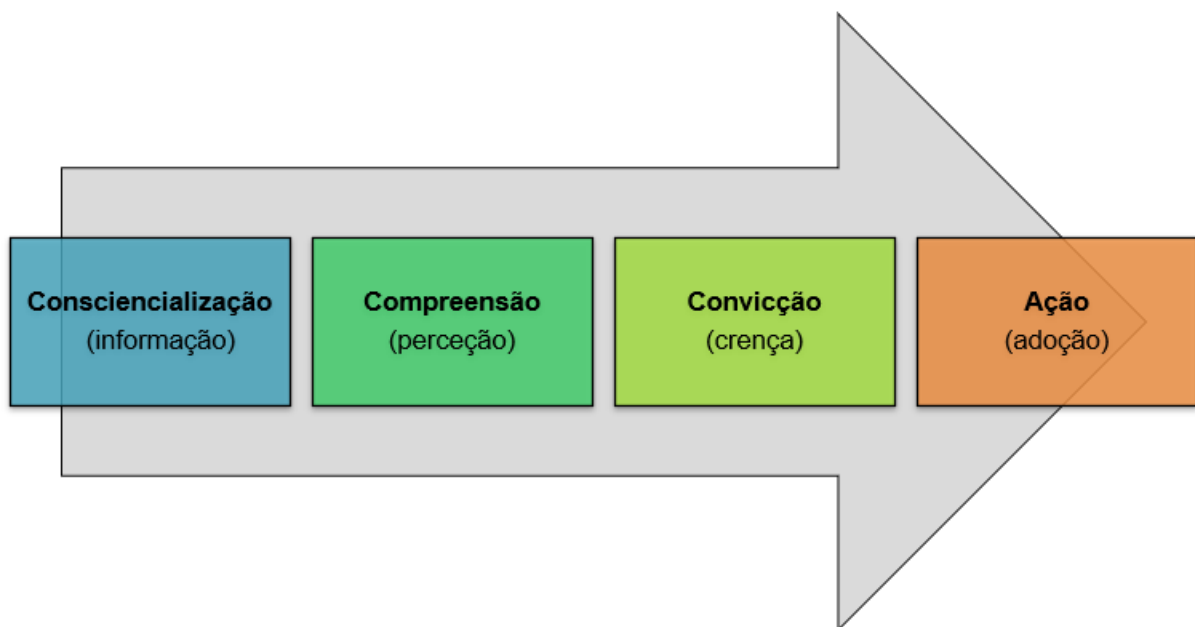 Consciencialização
(informação)
Compreensão
(perceção)
Convicção
(crença)
Ação
(adoção)